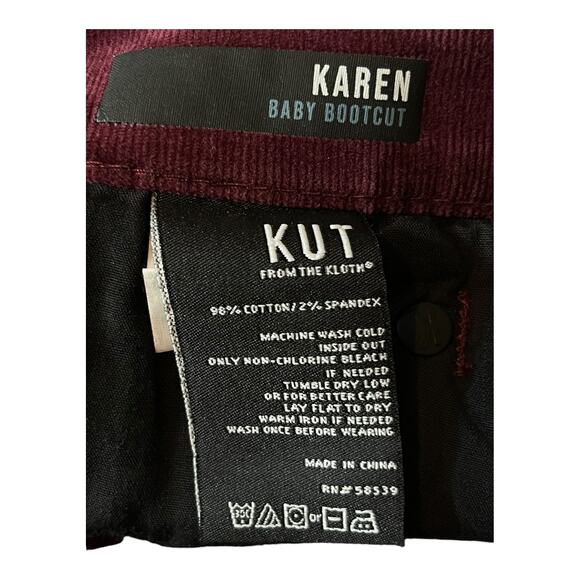 KAREN
BABY BOOTCUT
KUT
FROM THE KLOTH®
98% COTTON/2% SPANDEX
MACHINE WASH COLD
INSIDE OUT
ONLY NON-CHLORINE BLEACH
IF NEEDED
TUMBLE DRY LOW
OR FOR BETTER CARE
LAY FLAT TO DRY
WARM IRON IF NEEDED
WASH ONCE BEFORE WEARING
MADE IN CHINA
RN#58539
or